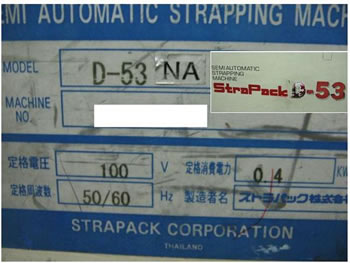 SEMI AUTOMATIC STRAPPING MACH
MODEL D-53 NA
SEMIAUTOMATIC
STRAPPING
MACHINE
StraPack D-53
MACHINE
NO.
定格電圧 100 V 定格消費電力 0.4 KW
定格周波数 50/60 Hz 製造者名 ストラパック株式会社
STRAPACK CORPORATION
THAILAND